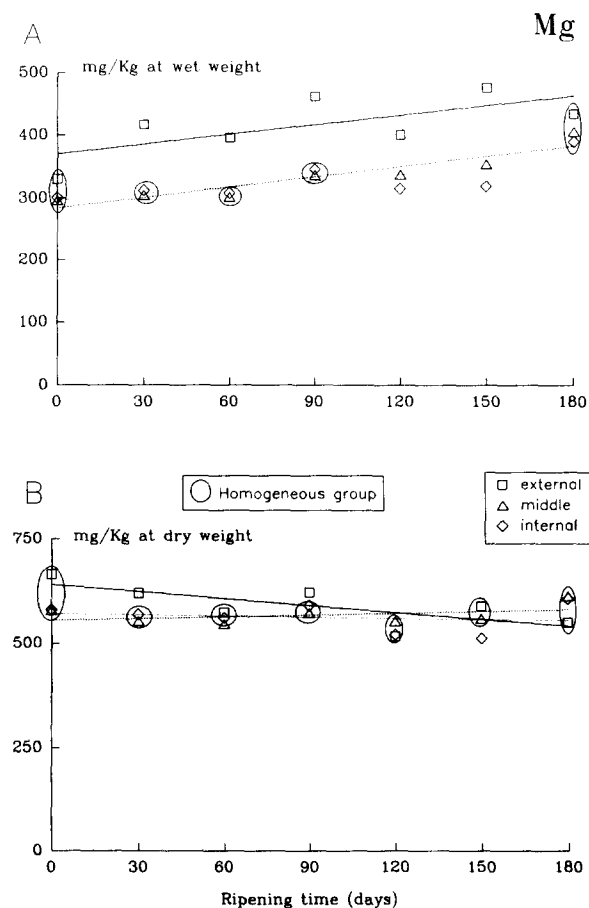 Mg
A
mg/Kg at wet weight
500
400
300
200
100
0
0 30 60 90 120 150 180
B
Homogeneous group
external
middle
internal
mg/Kg at dry weight
750
500
250
0
0 30 60 90 120 150 180
Ripening time (days)